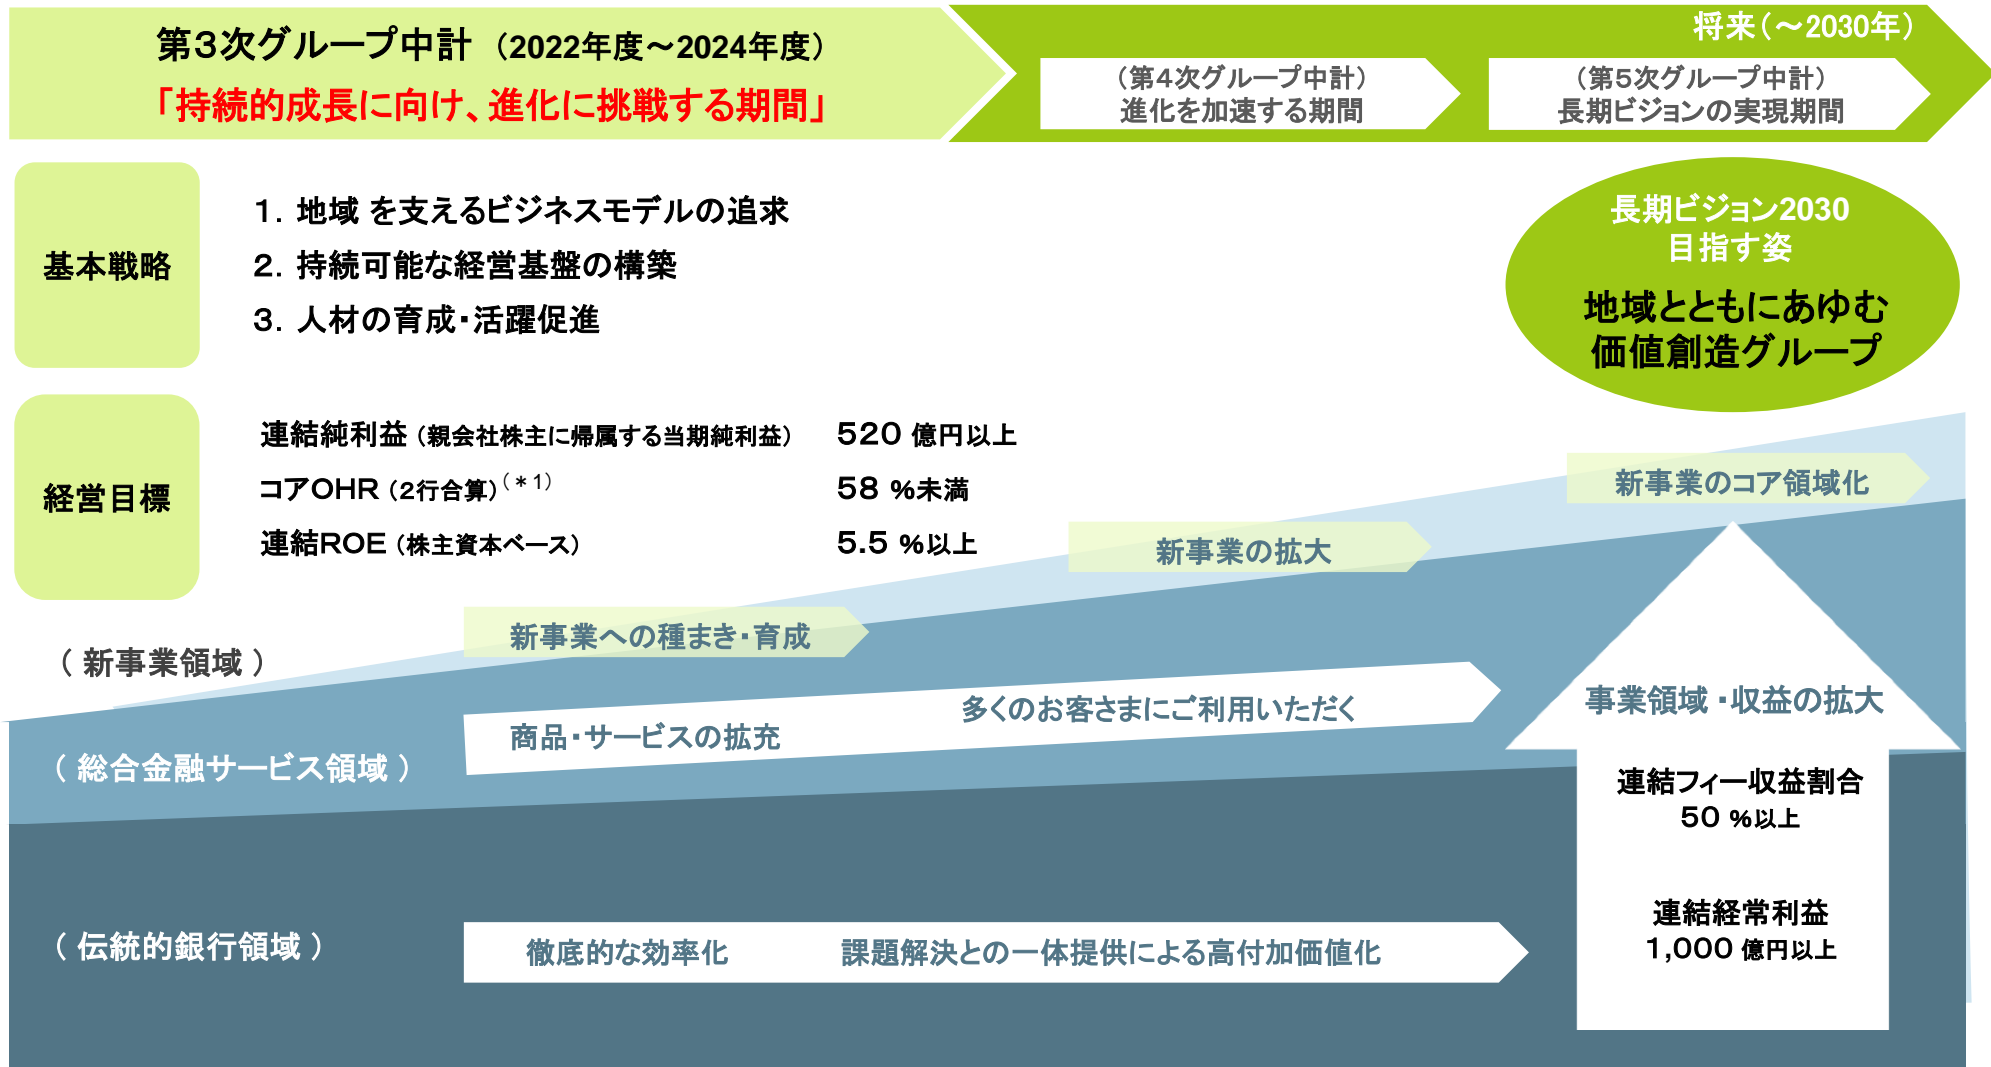 第３次グループ中計 （2022年度～2024年度）
「持続的成長に向け、進化に挑戦する期間」
将来（～2030年）
（第４次グループ中計）
進化を加速する期間
（第５次グループ中計）
長期ビジョンの実現期間
基本戦略
１．地域 を支えるビジネスモデルの追求
２．持続可能な経営基盤の構築
３．人材の育成・活躍促進
長期ビジョン2030
目指す姿
地域とともにあゆむ
価値創造グループ
経営目標
連結純利益（親会社株主に帰属する当期純利益） ５２０ 億円以上
コアＯＨＲ（２行合算）（＊１） ５８ ％未満
連結ＲＯＥ（株主資本ベース） ５.５ ％以上
新事業のコア領域化
新事業の拡大
新事業への種まき・育成
（ 新事業領域 ）
事業領域 ・収益の拡大
多くのお客さまにご利用いただく
商品・サービスの拡充
（ 総合金融サービス領域 ）
連結フィー収益割合
５０ ％以上
連結経常利益
１,０００ 億円以上
（ 伝統的銀行領域 ）
徹底的な効率化 課題解決との一体提供による高付加価値化